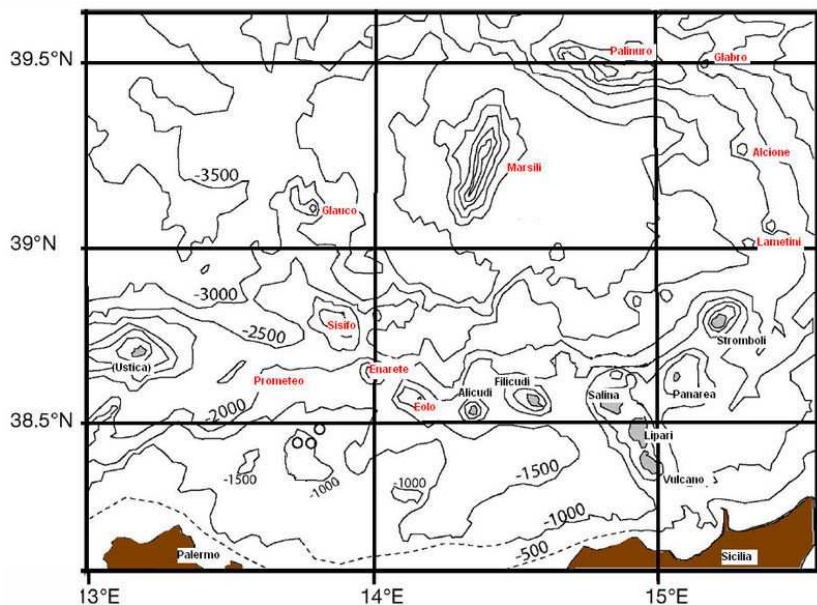 39.5°N
Palinuro
Glabro
Alcione
Marsili
-3500
Glauco
39°N
Lametini
-3000
Sisifo
-2500
Stromboli
(Ustica)
Enarete
Prometeo
Filicudi
Alicudi
Salina
Panarea
Eolo
-2000
38.5°N
Lipari
-1500
-1500
-1000
-1000
Vulcano
-1000
-500
Palermo
Sicilia
13°E
14°E
15°E